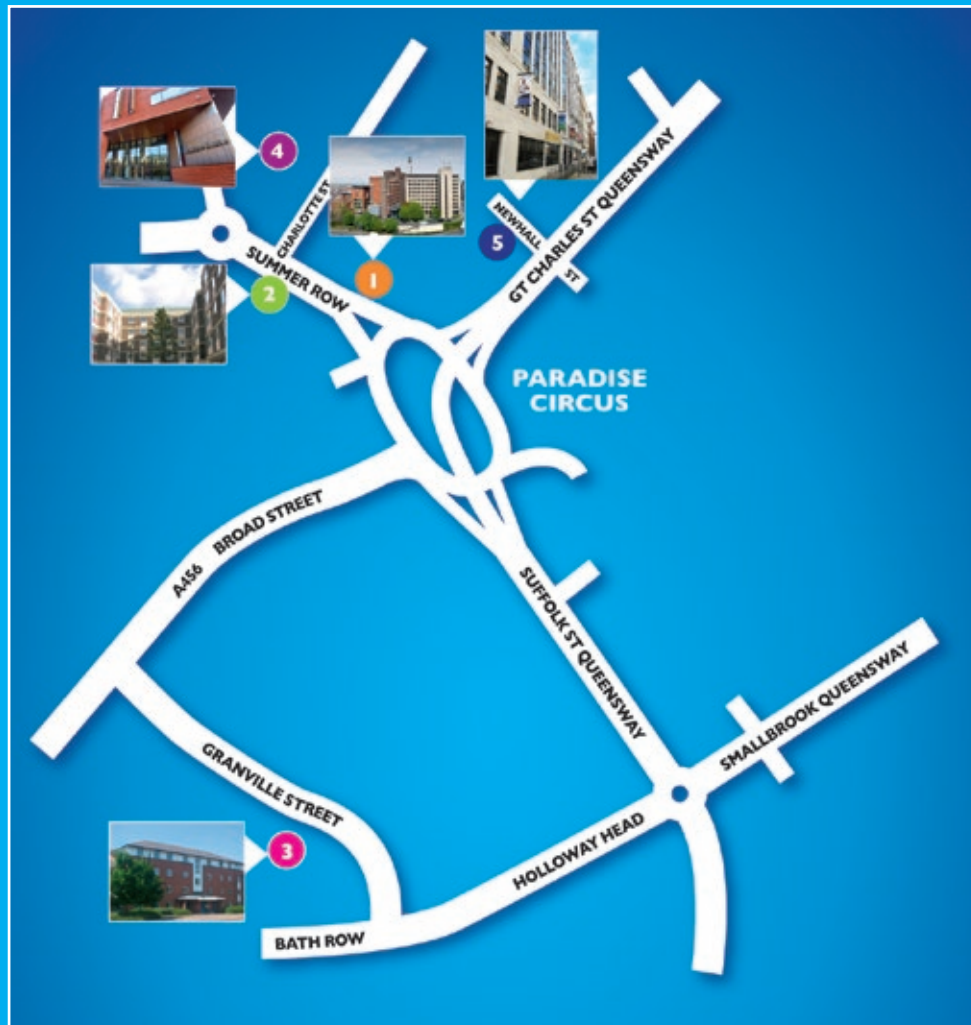 4
CHARLOTTE ST
1
NEWHALL ST
5
GT CHARLES ST QUEENSWAY
SUMMER ROW
2
PARADISE
CIRCUS
A456 BROAD STREET
SUFFOLK ST QUEENSWAY
SMALLBROOK QUEENSWAY
GRANVILLE STREET
3
HOLLOWAY HEAD
BATH ROW